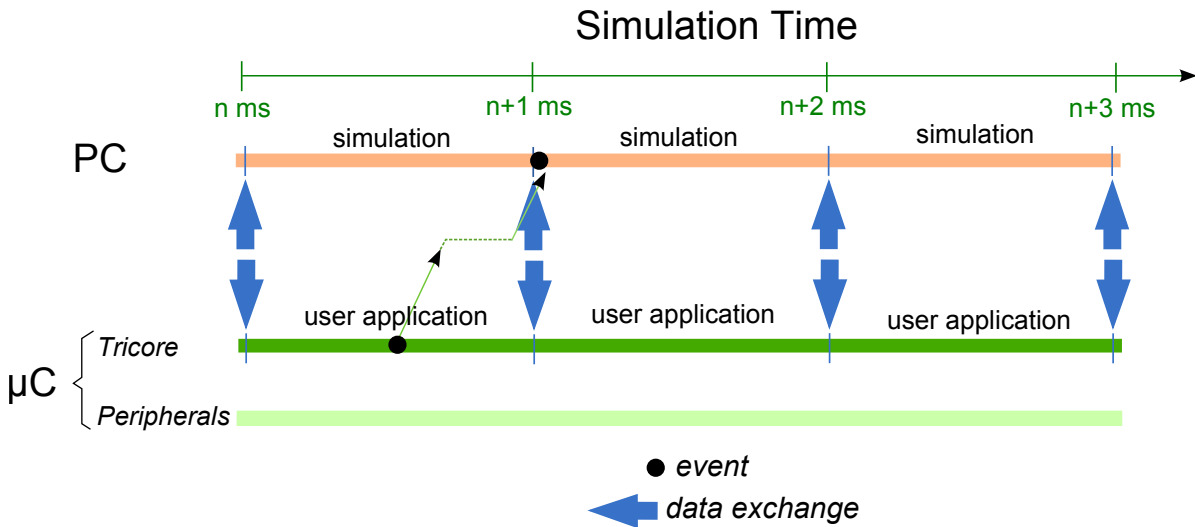 Simulation Time
n ms
n+1 ms
n+2 ms
n+3 ms
PC
simulation
simulation
simulation
user application
user application
user application
µC
Tricore
Peripherals
event
data exchange